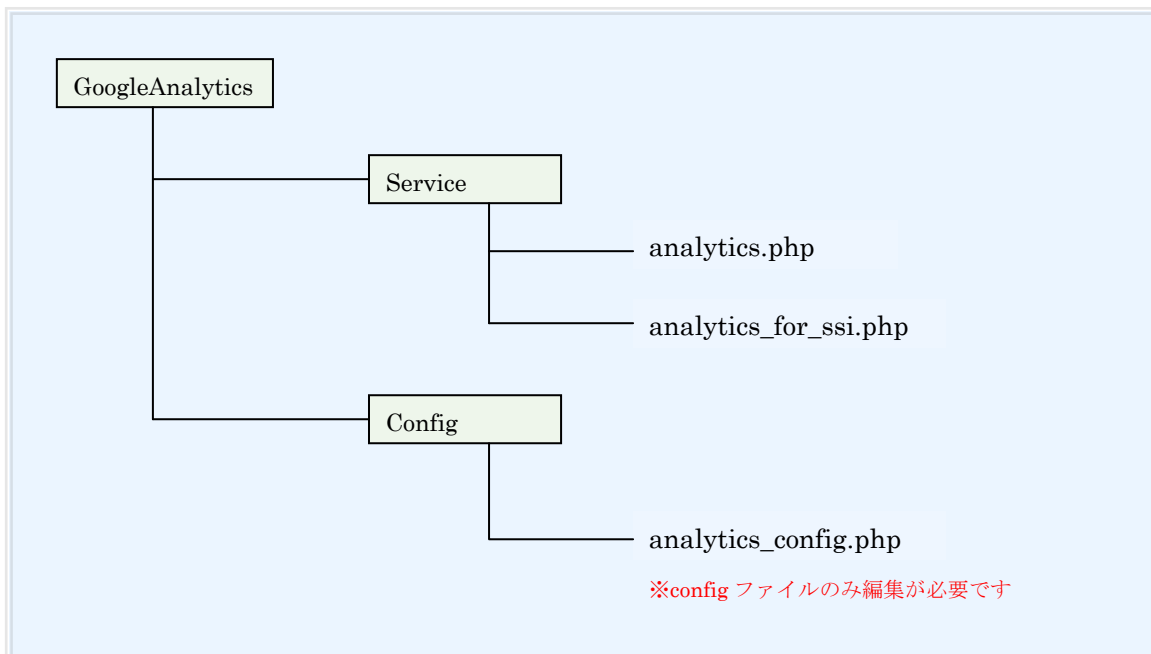 GoogleAnalytics
Service
analytics.php
analytics_for_ssi.php
Config
analytics_config.php
※config ファイルのみ編集が必要です